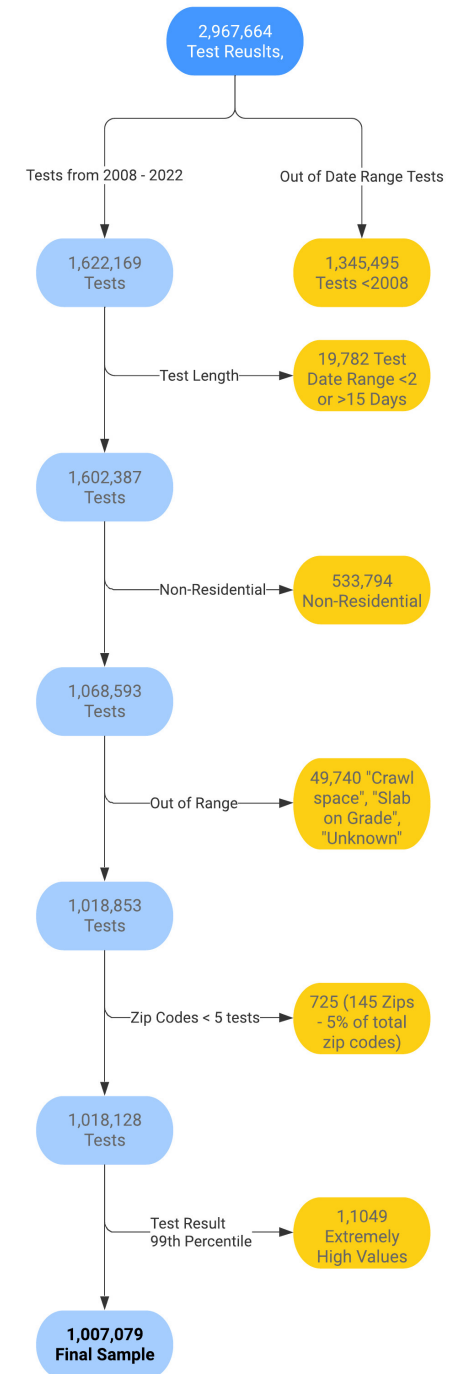 2,967,664
Test Reuslts,
Tests from 2008 - 2022
Out of Date Range Tests
1,622,169
Tests
1,345,495
Tests <2008
Test Length
19,782 Test
Date Range <2
or >15 Days
1,602,387
Tests
Non-Residential
533,794
Non-Residential
1,068,593
Tests
Out of Range
49,740 "Crawl
space", "Slab
on Grade",
"Unknown"
1,018,853
Tests
Zip Codes < 5 tests
725 (145 Zips
- 5% of total
zip codes)
1,018,128
Tests
Test Result
99th Percentile
1,1049
Extremely
High Values
1,007,079
Final Sample